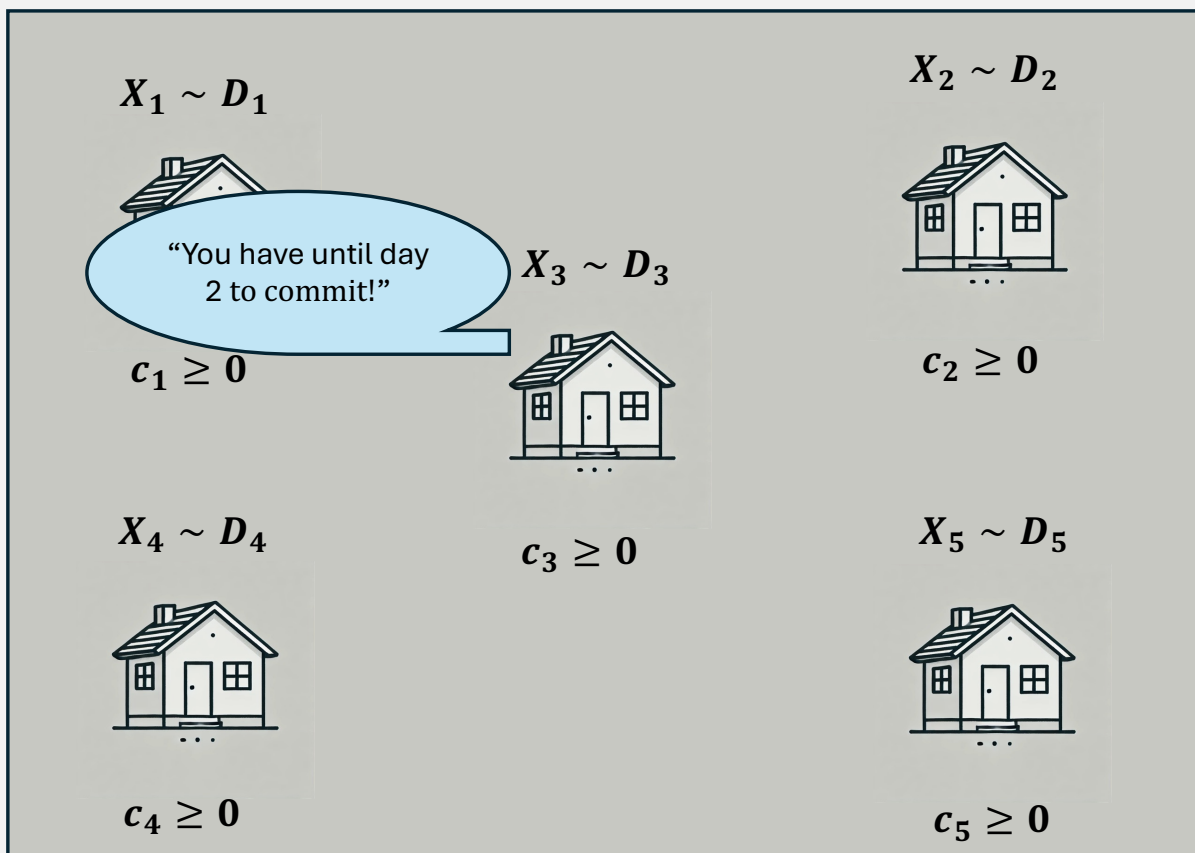 X₁ ~ D₁
X₂ ~ D₂
“You have until day
2 to commit!”
X₃ ~ D₃
c₁ ≥ 0
c₂ ≥ 0
c₃ ≥ 0
X₄ ~ D₄
X₅ ~ D₅
c₄ ≥ 0
c₅ ≥ 0